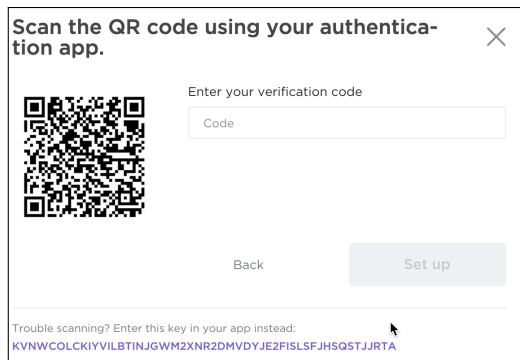 Scan the QR code using your authentica-
tion app.
Enter your verification code
Code
Back
Set up
Trouble scanning? Enter this key in your app instead:
KVNWCOLCKIYVILBTINJGWM2XNR2DMVDYJE2FISLSFJHSQSTJJRTA